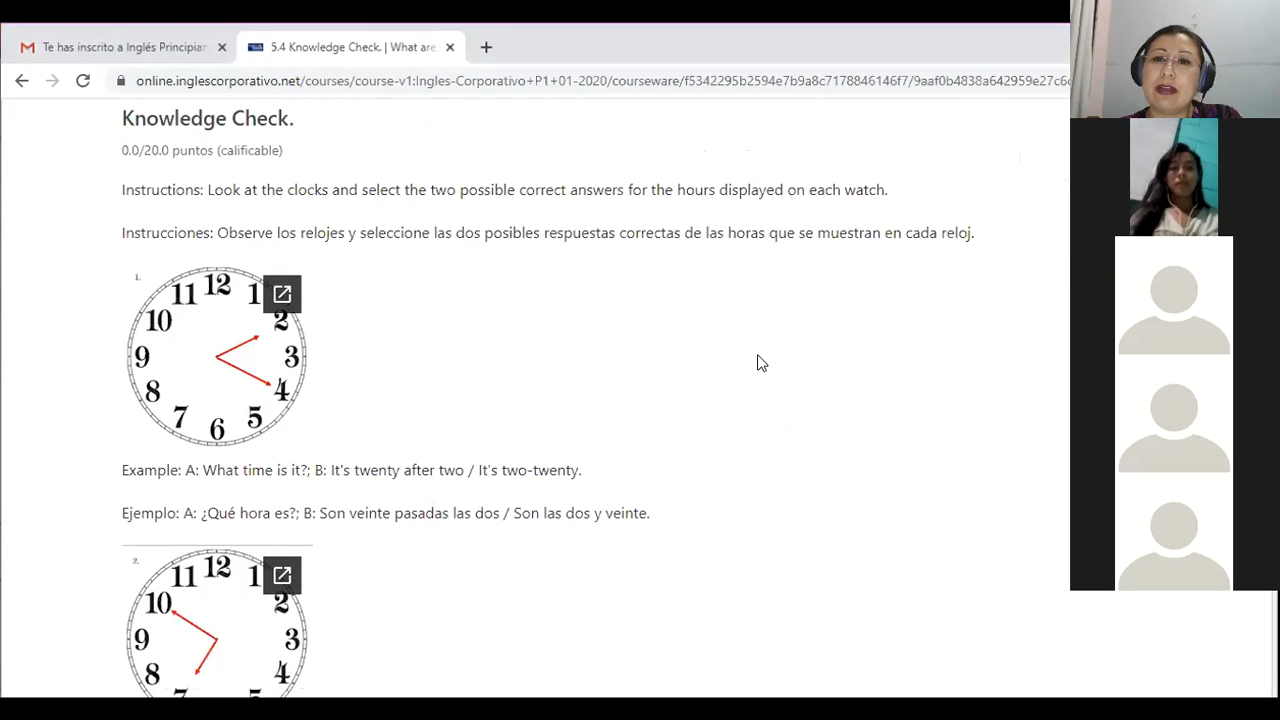 Te has inscrito a Inglés Principian
5.4 Knowledge Check. | What are
online.inglescorporativo.net/courses/course-v1:Ingles-Corporativo+P1+01-2020/courseware/f5342295b2594e7b9a8c7178846146f7/9aaf0b4838a642959e27c6c
Knowledge Check.
0.0/20.0 puntos (calificable)
Instructions: Look at the clocks and select the two possible correct answers for the hours displayed on each watch.
Instrucciones: Observe los relojes y seleccione las dos posibles respuestas correctas de las horas que se muestran en cada reloj.
1.
12
11 1
10 2
9 3
8 4
7 5
6
Example: A: What time is it?; B: It's twenty after two / It's two-twenty.
Ejemplo: A: ¿Qué hora es?; B: Son veinte pasadas las dos / Son las dos y veinte.
2.
12
11 1
10 2
9 3
8 4
7 5